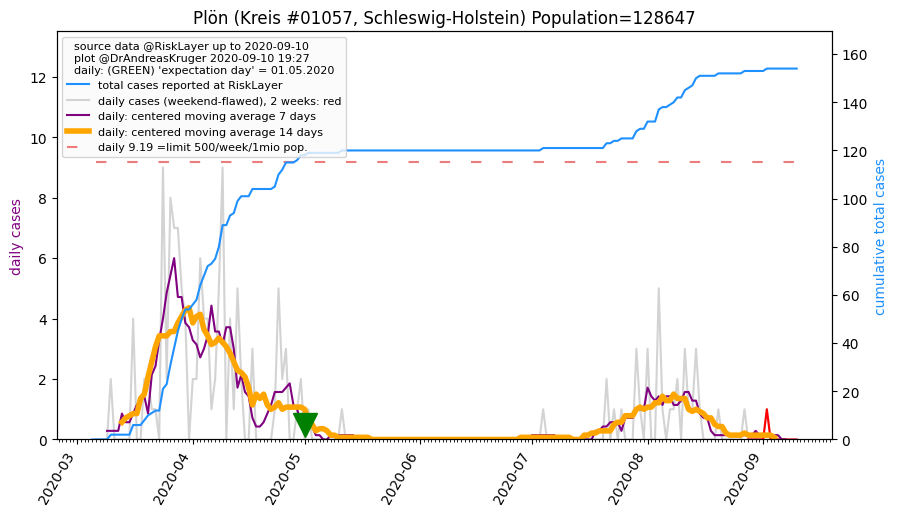 Plön (Kreis #01057, Schleswig-Holstein) Population=128647
source data @RiskLayer up to 2020-09-10
plot @DrAndreasKruger 2020-09-10 19:27
daily: (GREEN) 'expectation day' = 01.05.2020
total cases reported at RiskLayer
daily cases (weekend-flawed), 2 weeks: red
daily: centered moving average 7 days
daily: centered moving average 14 days
daily 9.19 =limit 500/week/1mio pop.
daily cases
12
10
8
6
4
2
0
cumulative total cases
160
140
120
100
80
60
40
20
0
2020-03
2020-04
2020-05
2020-06
2020-07
2020-08
2020-09